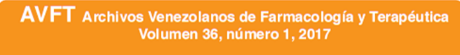 AVFT Archivos Venezolanos de Farmacología y Terapéutica
Volumen 36, número 1, 2017